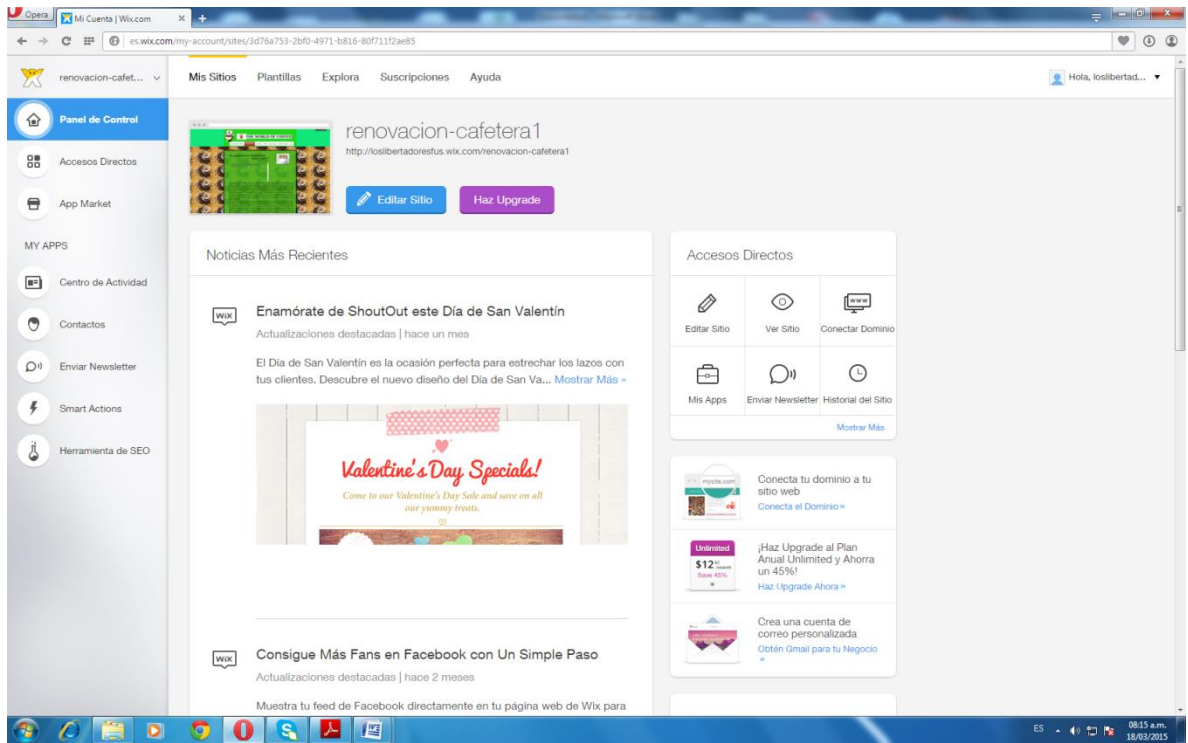 Opera
Mi Cuenta | Wix.com
es.wix.com/my-account/sites/3d76a753-2bf0-4971-b816-80f711f2ae85
renovacion-cafet...
Mis Sitios Plantillas Explora Suscripciones Ayuda
Hola, loslibertad...
Panel de Control
Accesos Directos
App Market
MY APPS
Centro de Actividad
Contactos
Enviar Newsletter
Smart Actions
Herramienta de SEO
renovacion-cafetera1
http://loslibertadoresfus.wix.com/renovacion-cafetera1
Editar Sitio
Haz Upgrade
Noticias Más Recientes
WiX
Enamórate de ShoutOut este Día de San Valentín
Actualizaciones destacadas | hace un mes
El Día de San Valentín es la ocasión perfecta para estrechar los lazos con
tus clientes. Descubre el nuevo diseño del Día de San Va... Mostrar Más »
Valentine's Day Specials!
Come to our Valentine's Day Sale and save on all
our yummy treats.
WiX
Consigue Más Fans en Facebook con Un Simple Paso
Actualizaciones destacadas | hace 2 meses
Muestra tu feed de Facebook directamente en tu página web de Wix para
Accesos Directos
www
Editar Sitio
Ver Sitio
Conectar Dominio
Mis Apps
Enviar Newsletter
Historial del Sitio
Mostrar Más
mysite.com
Conecta tu dominio a tu
sitio web
Conecta el Dominio »
Unlimited
$12
Save 45%
¡Haz Upgrade al Plan
Anual Unlimited y Ahorra
un 45%!
Haz Upgrade Ahora »
Crea una cuenta de
correo personalizada
Obtén Gmail para tu Negocio
»
ES
08:15 a.m.
18/03/2015